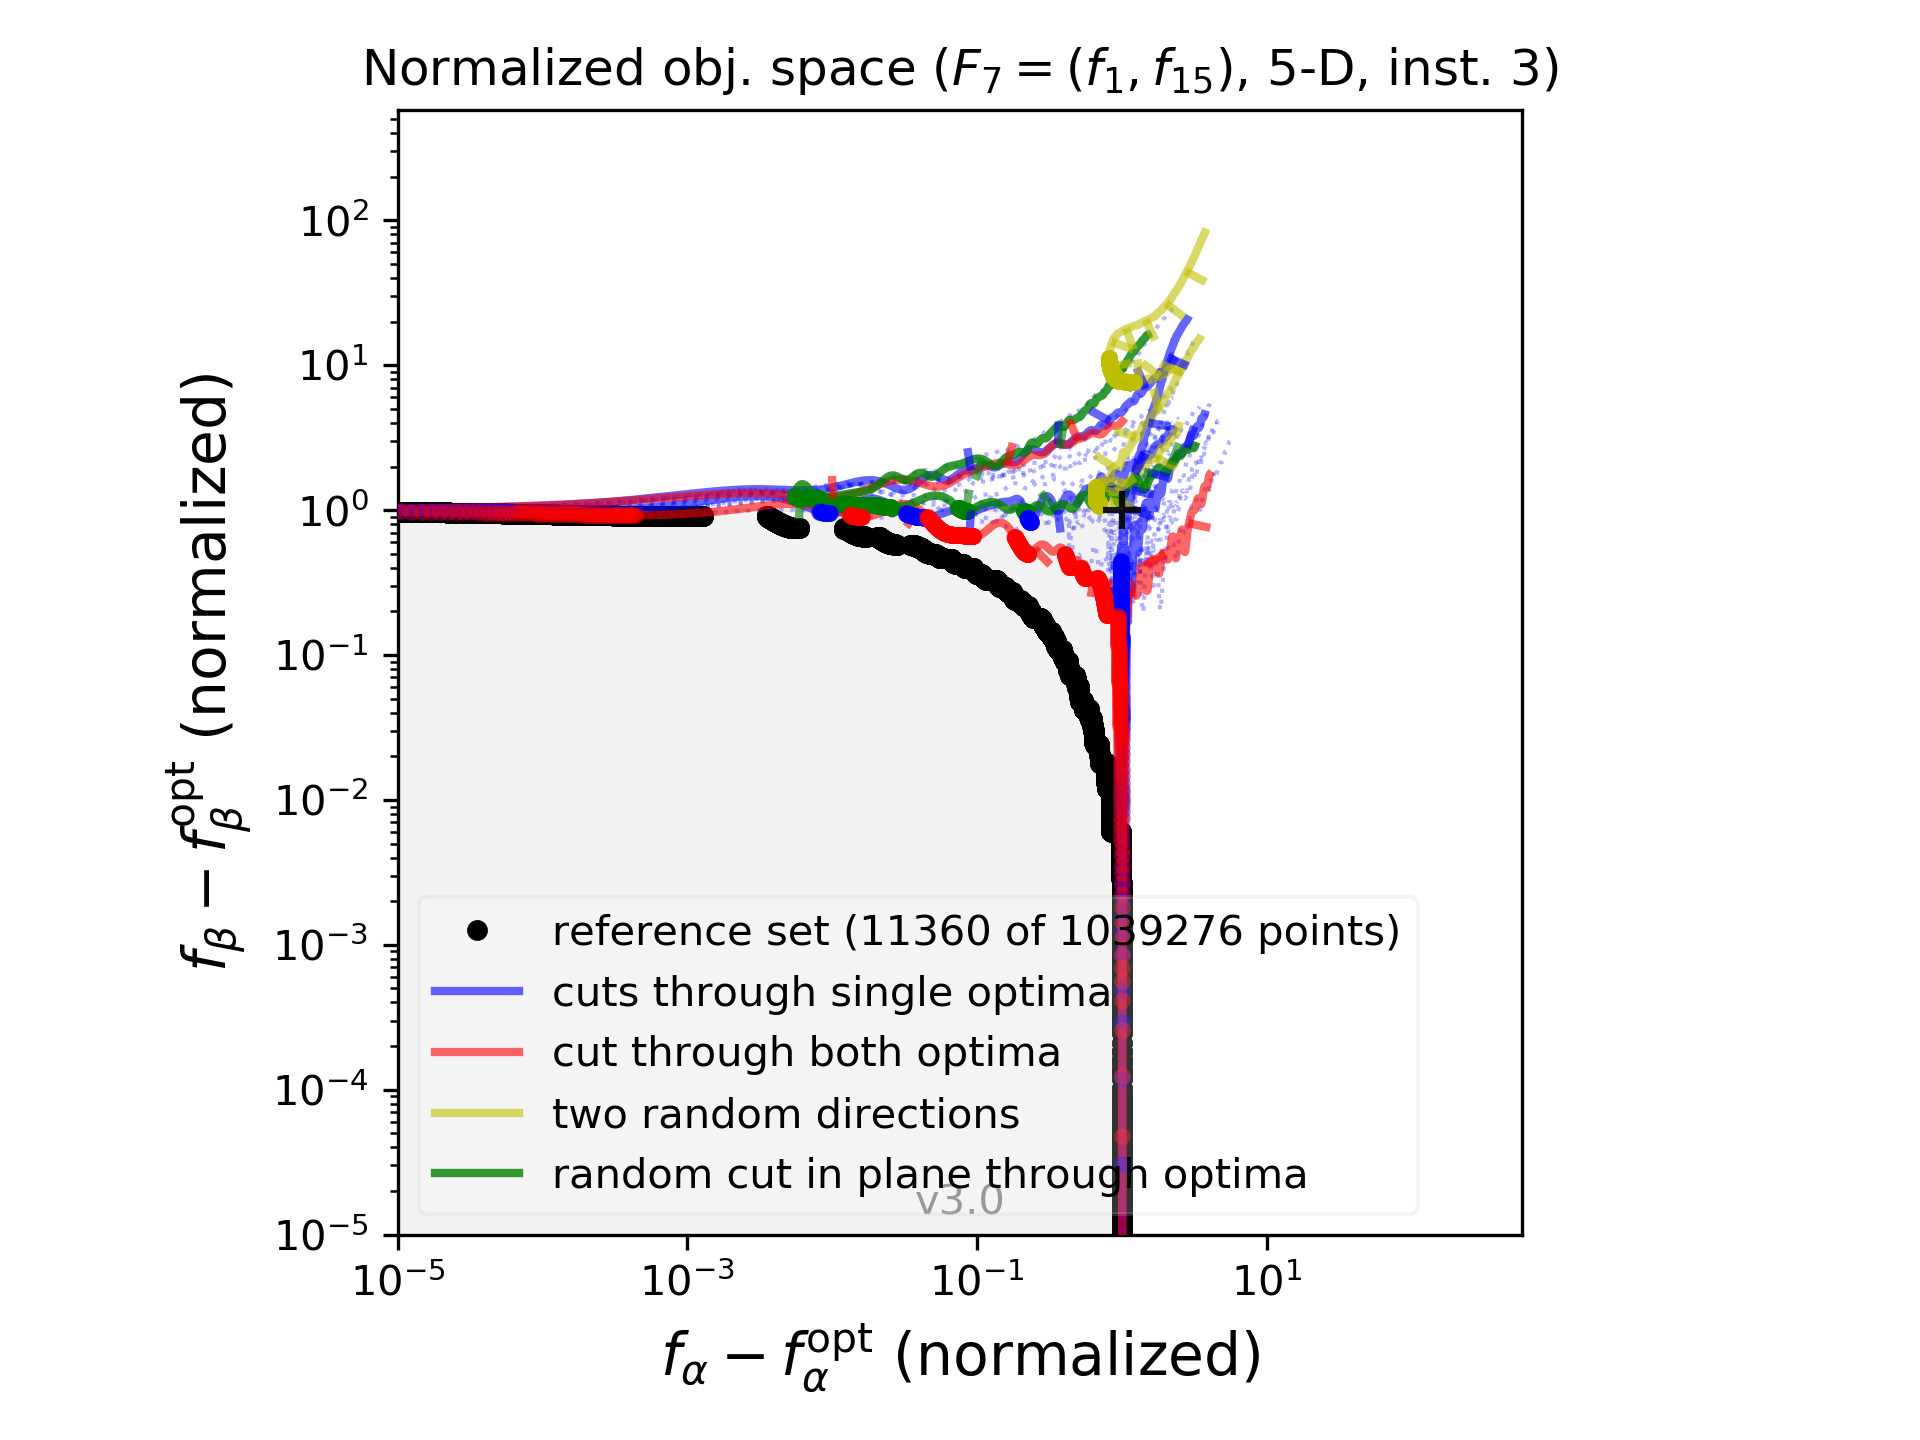 Normalized obj. space (F₇ = (f₁, f₁₅), 5-D, inst. 3)
10²
10¹
10⁰
10⁻¹
10⁻²
10⁻³
10⁻⁴
10⁻⁵
f_β − f_β^opt (normalized)
reference set (11360 of 1039276 points)
cuts through single optima
cut through both optima
two random directions
random cut in plane through optima
v3.0
10⁻⁵ 10⁻³ 10⁻¹ 10¹
f_α − f_α^opt (normalized)